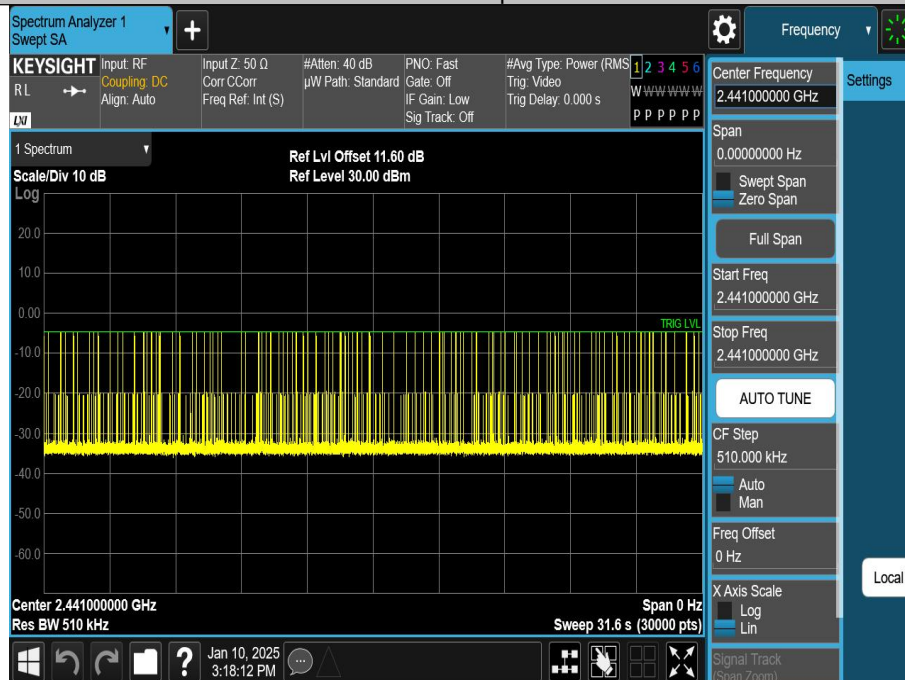 Spectrum Analyzer 1
Swept SA
Frequency
KEYSIGHT
RL
LXI
Input: RF
Coupling: DC
Align: Auto
Input Z: 50 Ω
Corr CCorr
Freq Ref: Int (S)
#Atten: 40 dB
µW Path: Standard
PNO: Fast
Gate: Off
IF Gain: Low
Sig Track: Off
#Avg Type: Power (RMS
Trig: Video
Trig Delay: 0.000 s
1 2 3 4 5 6
W W W W W W
P P P P P P
1 Spectrum
Scale/Div 10 dB
Log
Ref Lvl Offset 11.60 dB
Ref Level 30.00 dBm
20.0
10.0
0.00
TRIG LVL
-10.0
-20.0
-30.0
-40.0
-50.0
-60.0
Center 2.441000000 GHz
Span 0 Hz
Res BW 510 kHz
Sweep 31.6 s (30000 pts)
?
Jan 10, 2025
3:18:12 PM
Center Frequency
2.441000000 GHz
Span
0.00000000 Hz
Swept Span
Zero Span
Full Span
Start Freq
2.441000000 GHz
Stop Freq
2.441000000 GHz
AUTO TUNE
CF Step
510.000 kHz
Auto
Man
Freq Offset
0 Hz
X Axis Scale
Log
Lin
Signal Track
(Span Zoom)
Settings
Local